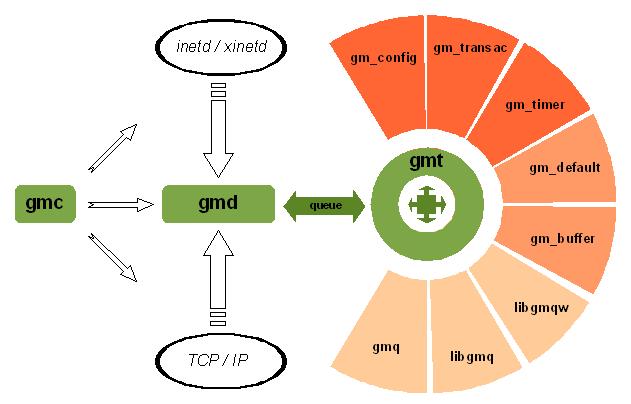 inetd / xinetd
gm_config
gm_transac
gm_timer
gmt
gm_default
gmc
gmd
queue
gm_buffer
libgmqw
gmq
libgmq
TCP / IP